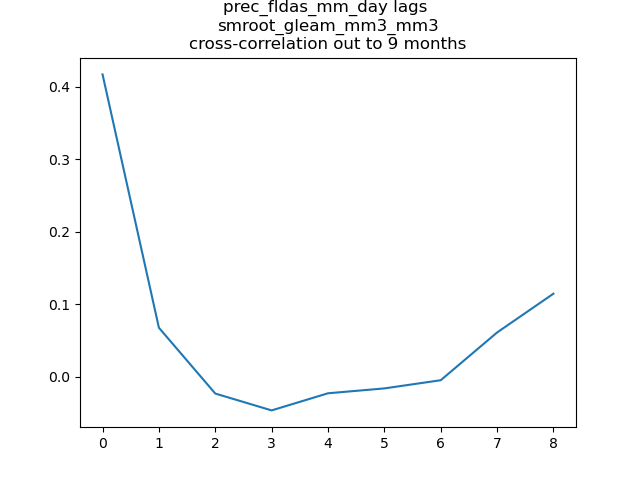 prec_fldas_mm_day lags
smroot_gleam_mm3_mm3
cross-correlation out to 9 months
0.4
0.3
0.2
0.1
0.0
0 1 2 3 4 5 6 7 8